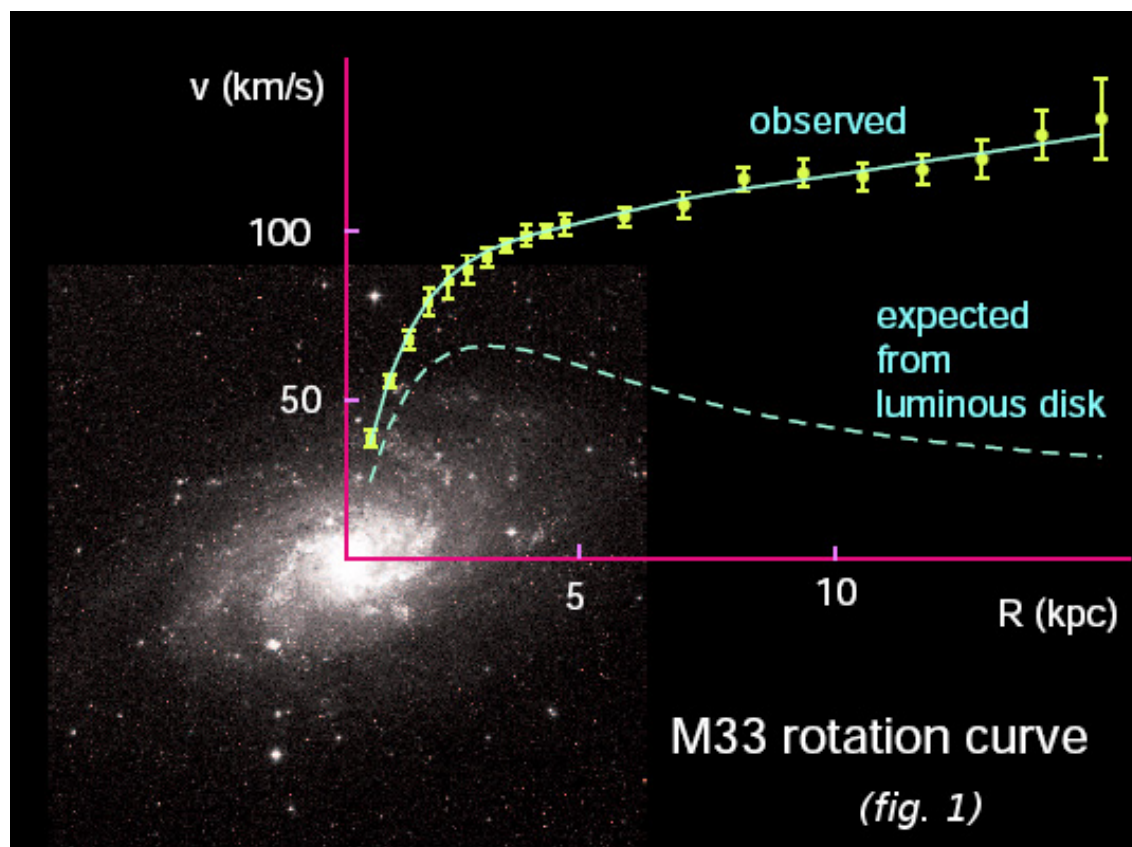 v (km/s)
observed
100
expected
from
luminous disk
50
5
10
R (kpc)
M33 rotation curve
(fig. 1)